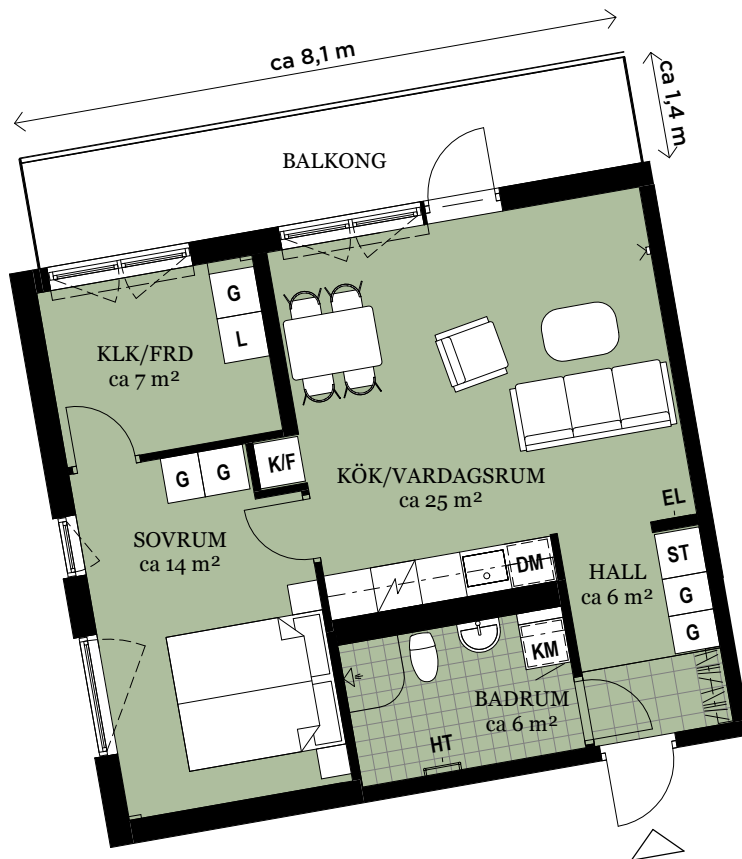 ca 8,1 m
ca 1,4 m
BALKONG
G
L
KLK/FRD
ca 7 m²
G
G
K/F
KÖK/VARDAGSRUM
ca 25 m²
EL
SOVRUM
ca 14 m²
DM
HALL
ca 6 m²
ST
G
G
KM
BADRUM
ca 6 m²
HT